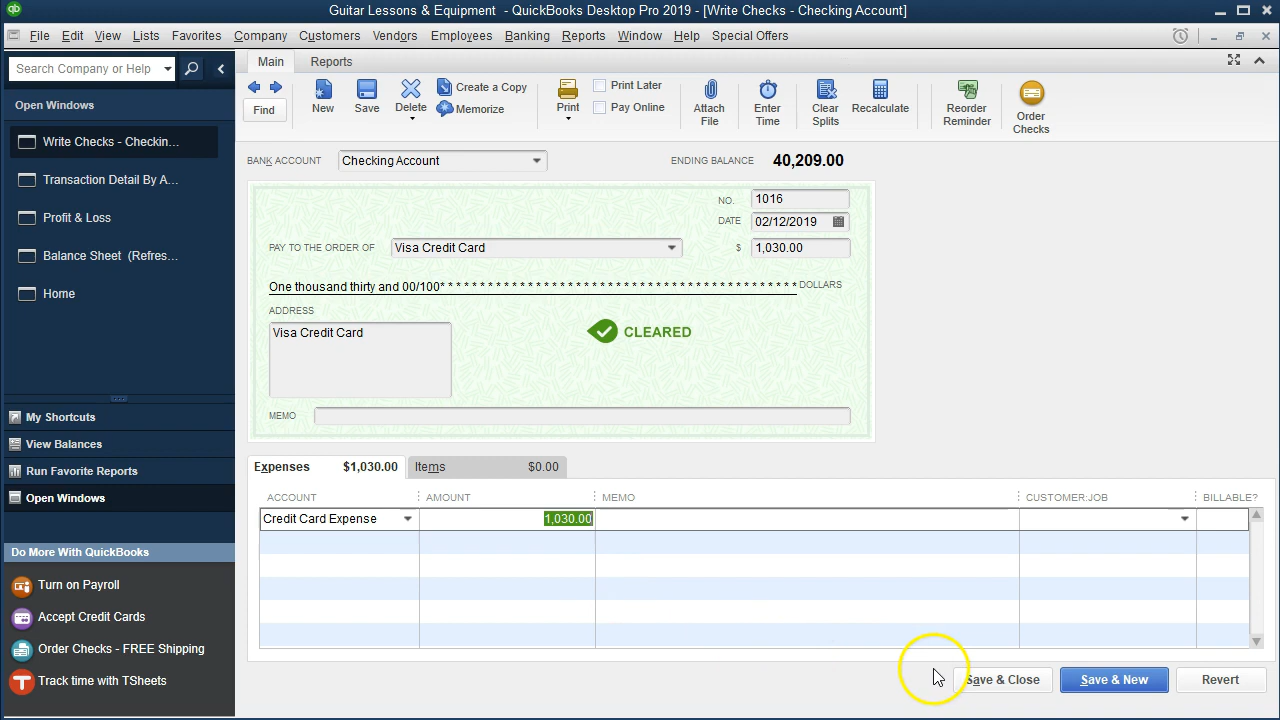 qb Guitar Lessons & Equipment - QuickBooks Desktop Pro 2019 - [Write Checks - Checking Account]
File Edit View Lists Favorites Company Customers Vendors Employees Banking Reports Window Help Special Offers
Search Company or Help
Open Windows
Write Checks - Checkin...
Transaction Detail By A...
Profit & Loss
Balance Sheet (Refres...
Home
My Shortcuts
View Balances
Run Favorite Reports
Open Windows
Do More With QuickBooks
Turn on Payroll
Accept Credit Cards
Order Checks - FREE Shipping
Track time with TSheets
Main Reports
Find
New
Save
Delete
Create a Copy
Memorize
Print
Print Later
Pay Online
Attach
File
Enter
Time
Clear
Splits
Recalculate
Reorder
Reminder
Order
Checks
BANK ACCOUNT Checking Account ENDING BALANCE 40,209.00
NO. 1016
DATE 02/12/2019
PAY TO THE ORDER OF Visa Credit Card $ 1,030.00
One thousand thirty and 00/100* * * * * * * * * * * * * * * * * * * * * * * * * * * * * * * * * * * * * * * * * * DOLLARS
ADDRESS
Visa Credit Card
CLEARED
MEMO
Expenses $1,030.00 Items $0.00
ACCOUNT AMOUNT MEMO CUSTOMER:JOB BILLABLE?
Credit Card Expense 1,030.00
Save & Close Save & New Revert